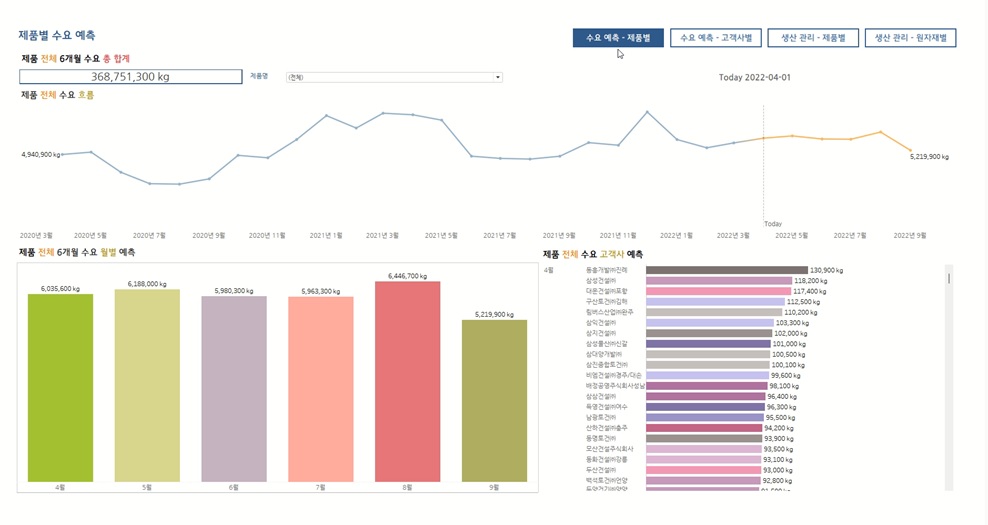 제품별 수요 예측
수요 예측 - 제품별
수요 예측 - 고객사별
생산 관리 - 제품별
생산 관리 - 원자재별
제품 전체 6개월 수요 총 합계
368,751,300 kg
제품명
(전체)
Today 2022-04-01
제품 전체 수요 흐름
4,940,900 kg
5,219,900 kg
Today
2020년 3월
2020년 5월
2020년 7월
2020년 9월
2020년 11월
2021년 1월
2021년 3월
2021년 5월
2021년 7월
2021년 9월
2021년 11월
2022년 1월
2022년 3월
2022년 5월
2022년 7월
2022년 9월
제품 전체 6개월 수요 월별 예측
6,035,600 kg
6,188,000 kg
5,980,300 kg
5,963,300 kg
6,446,700 kg
5,219,900 kg
4월
5월
6월
7월
8월
9월
제품 전체 수요 고객사 예측
4월
동흥개발㈜진례 130,900 kg
삼성건설㈜ 118,200 kg
대운건설㈜포항 117,400 kg
구산토건㈜김해 112,500 kg
힐버스산업㈜완주 110,200 kg
삼익건설㈜ 103,300 kg
삼지건설㈜ 102,000 kg
삼성물산㈜신갈 101,000 kg
삼대양개발㈜ 100,500 kg
삼진종합토건㈜ 100,100 kg
비엠건설㈜경주/대손 99,600 kg
배정공영주식회사성남 98,100 kg
삼삼건설㈜ 96,400 kg
특영건설㈜여수 96,300 kg
남광토건㈜ 95,500 kg
산하건설㈜충주 94,200 kg
동명토건㈜ 93,900 kg
모산건설주식회사 93,500 kg
동화건설㈜강릉 93,100 kg
두산건설㈜ 93,000 kg
백석토건㈜언양 92,800 kg